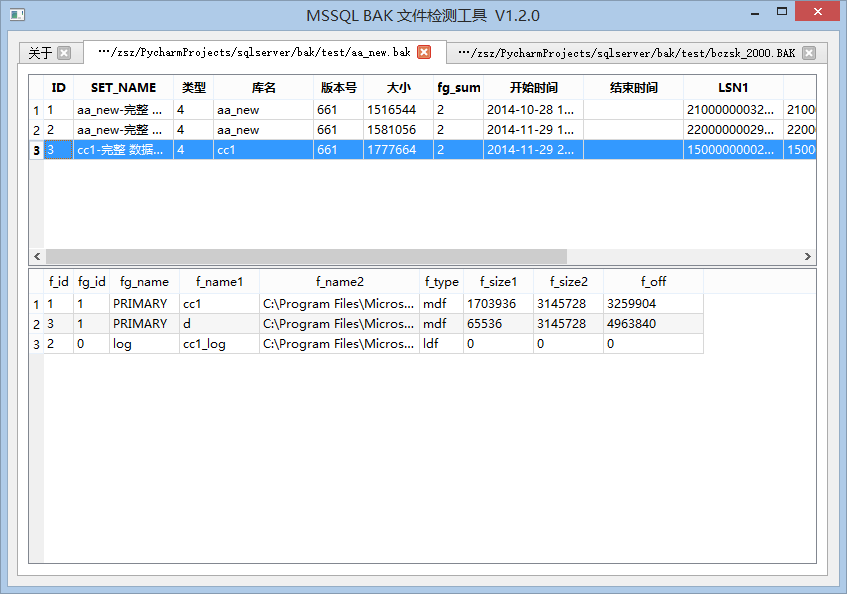 MSSQL BAK 文件检测工具 V1.2.0
关于 ···/zsz/PycharmProjects/sqlserver/bak/test/aa_new.bak ···/zsz/PycharmProjects/sqlserver/bak/test/bczsk_2000.BAK
ID SET_NAME 类型 库名 版本号 大小 fg_sum 开始时间 结束时间 LSN1
1 1 aa_new-完整 ... 4 aa_new 661 1516544 2 2014-10-28 1... 21000000032... 2100
2 2 aa_new-完整 ... 4 aa_new 661 1581056 2 2014-11-29 1... 22000000029... 2200
3 3 cc1-完整 数据... 4 cc1 661 1777664 2 2014-11-29 2... 15000000002... 1500
f_id fg_id fg_name f_name1 f_name2 f_type f_size1 f_size2 f_off
1 1 1 PRIMARY cc1 C:\Program Files\Micros... mdf 1703936 3145728 3259904
2 3 1 PRIMARY d C:\Program Files\Micros... mdf 65536 3145728 4963840
3 2 0 log cc1_log C:\Program Files\Micros... ldf 0 0 0